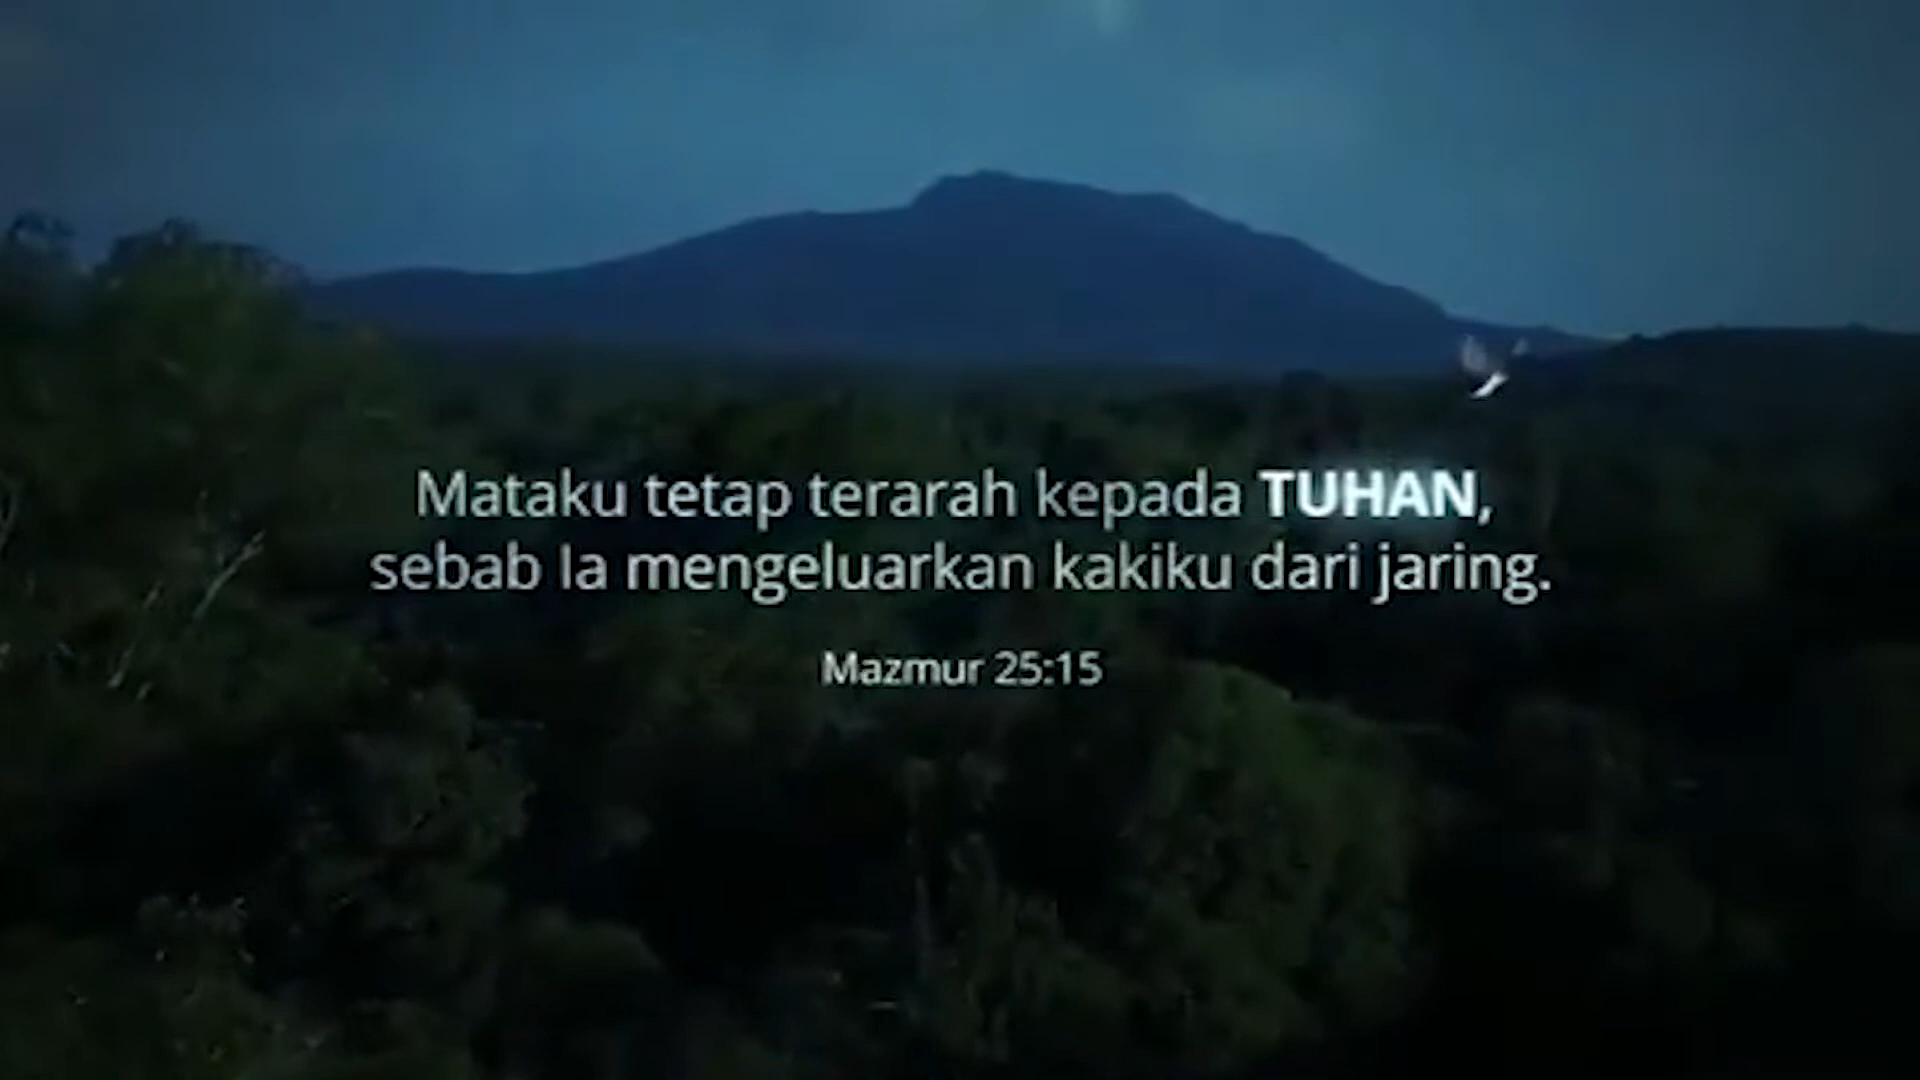 Mataku tetap terarah kepada TUHAN,
sebab Ia mengeluarkan kakiku dari jaring.
Mazmur 25:15